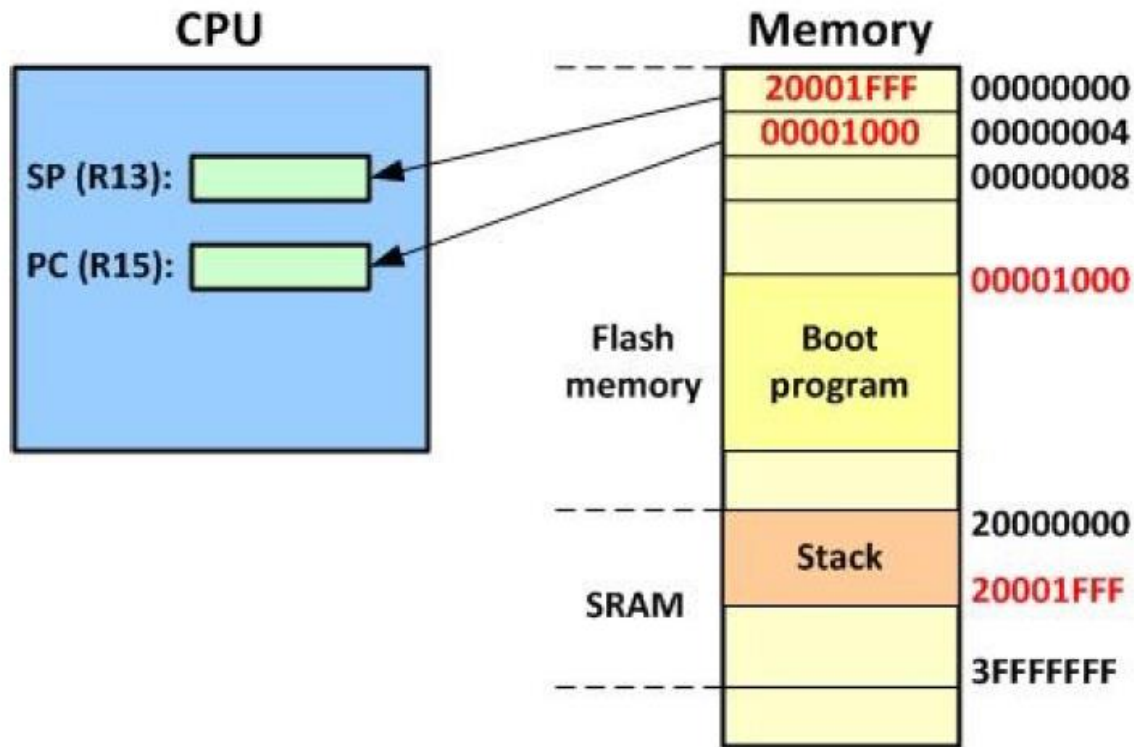 CPU
SP (R13):
PC (R15):
Memory
20001FFF 00000000
00001000 00000004
00000008
00001000
Flash
memory
Boot
program
20000000
Stack
20001FFF
SRAM
3FFFFFFF